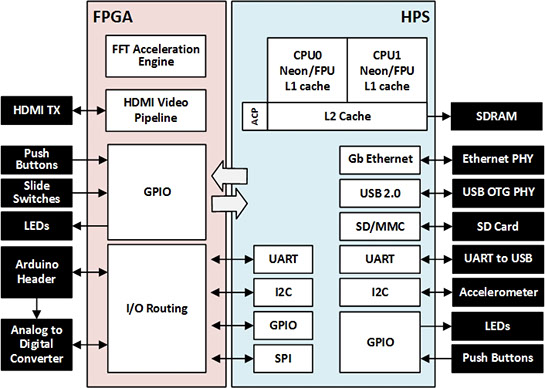 FPGA
HPS
FFT Acceleration
Engine
CPU0
Neon/FPU
L1 cache
CPU1
Neon/FPU
L1 cache
HDMI TX
HDMI Video
Pipeline
AcP
L2 Cache
SDRAM
Push
Buttons
GPIO
Gb Ethernet
Ethernet PHY
Slide
Switches
USB 2.0
USB OTG PHY
LEDs
SD/MMC
SD Card
Arduino
Header
I/O Routing
UART
UART
UART to USB
I2C
I2C
Accelerometer
Analog to
Digital
Converter
GPIO
GPIO
LEDs
SPI
Push Buttons